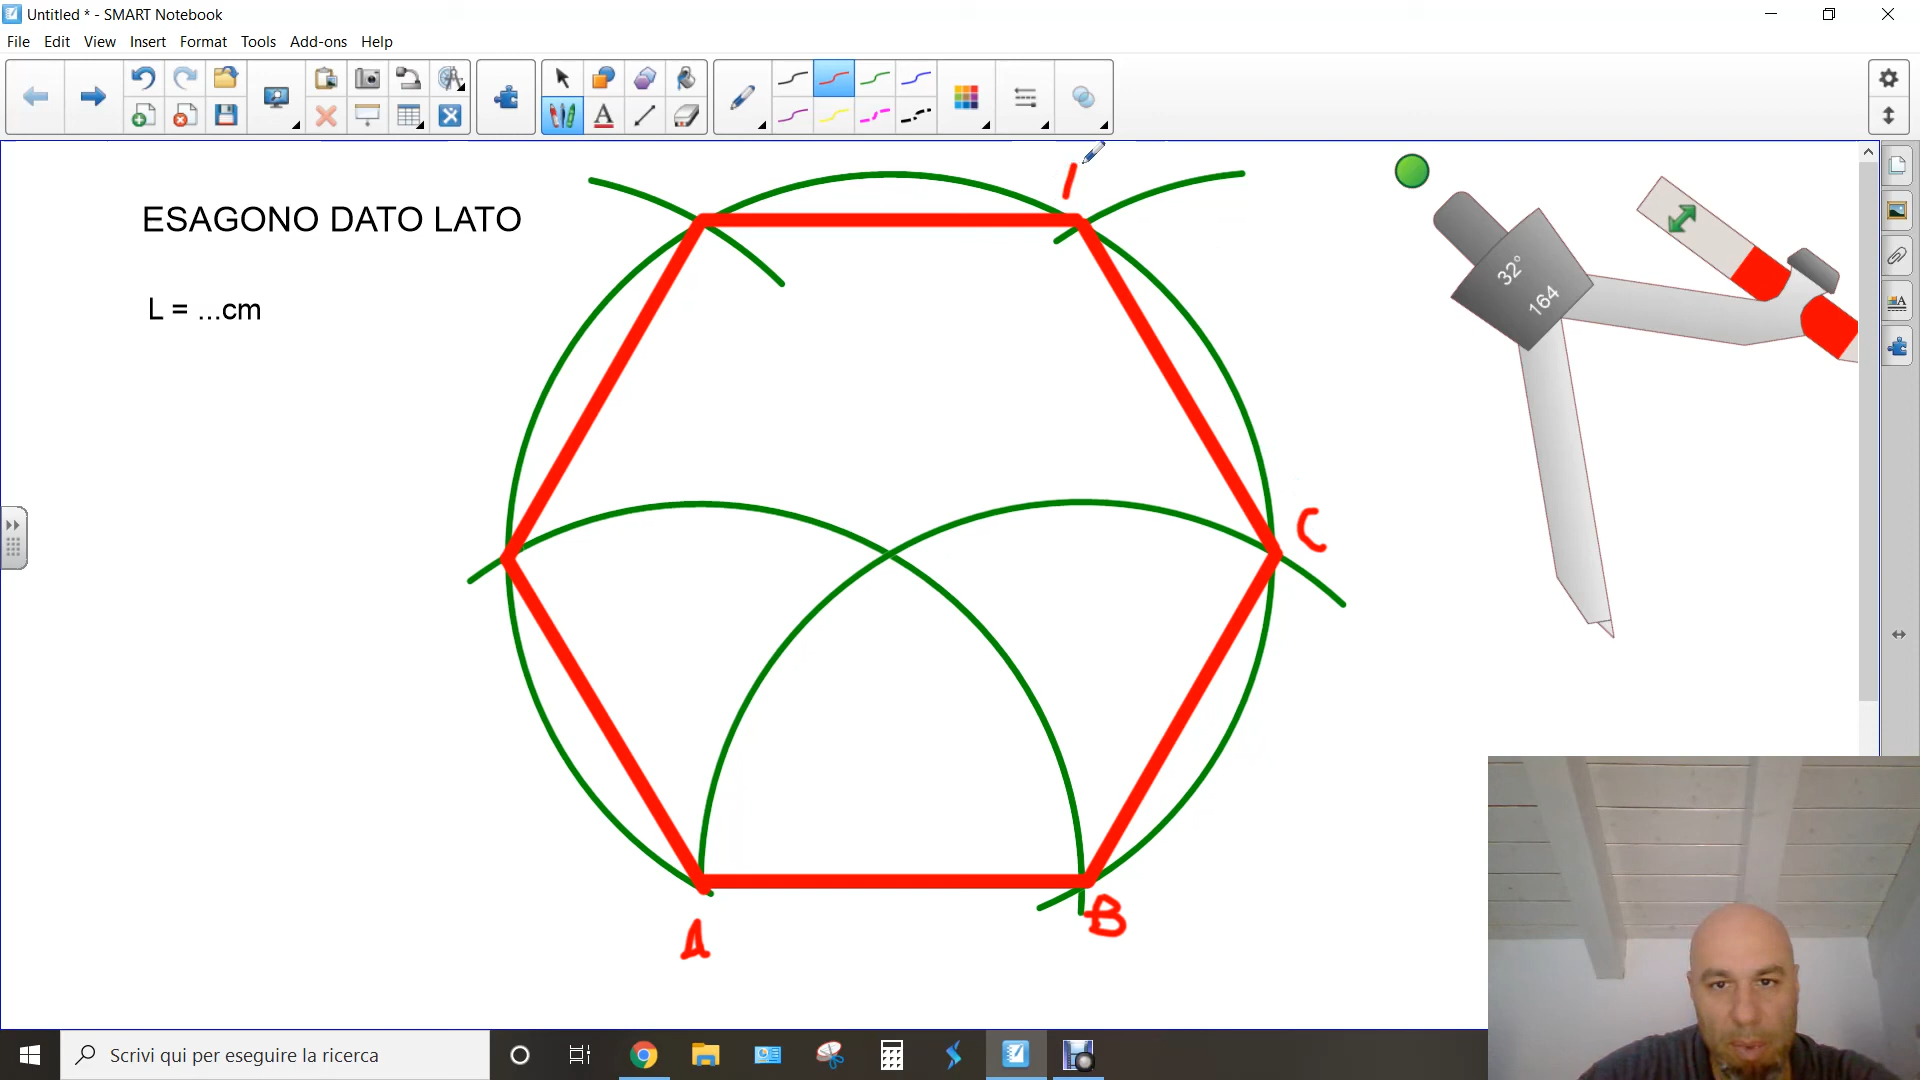 Untitled * - SMART Notebook
File Edit View Insert Format Tools Add-ons Help
ESAGONO DATO LATO
L = ...cm
32°
164
C
A
B
Scrivi qui per eseguire la ricerca